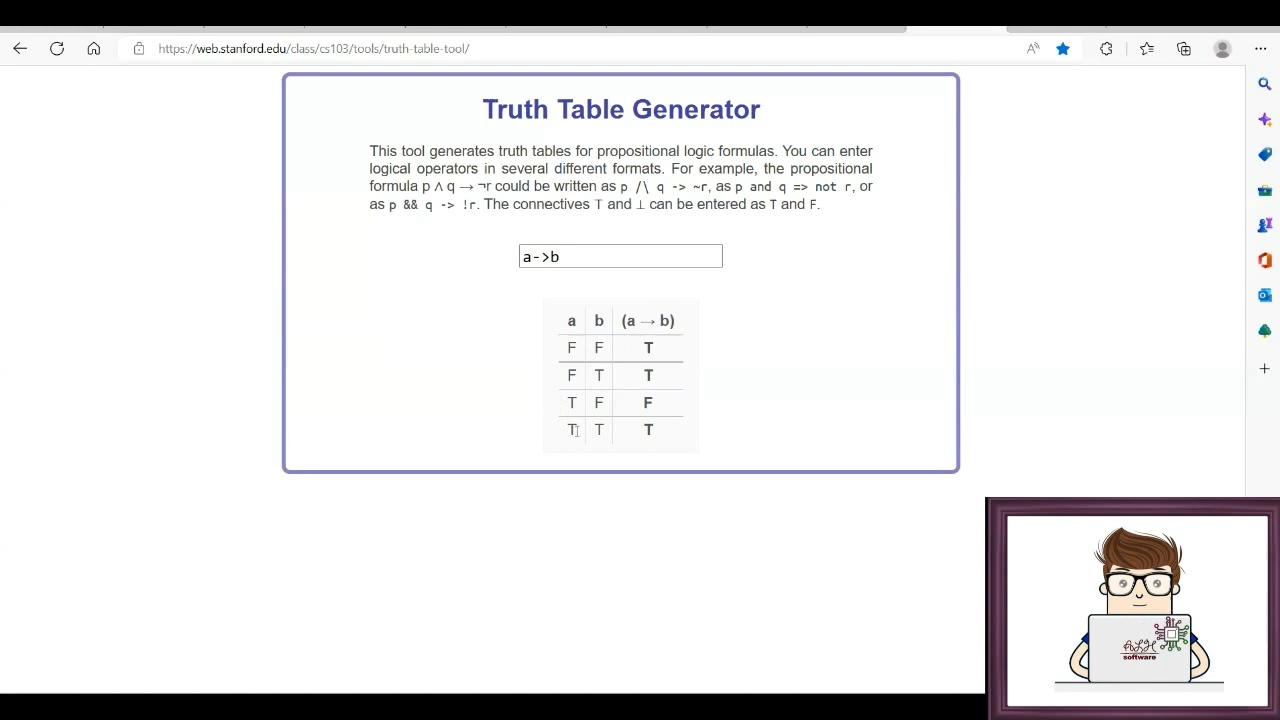 https://web.stanford.edu/class/cs103/tools/truth-table-tool/
Truth Table Generator
This tool generates truth tables for propositional logic formulas. You can enter
logical operators in several different formats. For example, the propositional
formula p ∧ q → ¬r could be written as p /\ q -> ~r, as p and q => not r, or
as p && q -> !r. The connectives ⊤ and ⊥ can be entered as T and F.
a->b
a b (a → b)
F F T
F T T
T F F
T T T
ALH
software